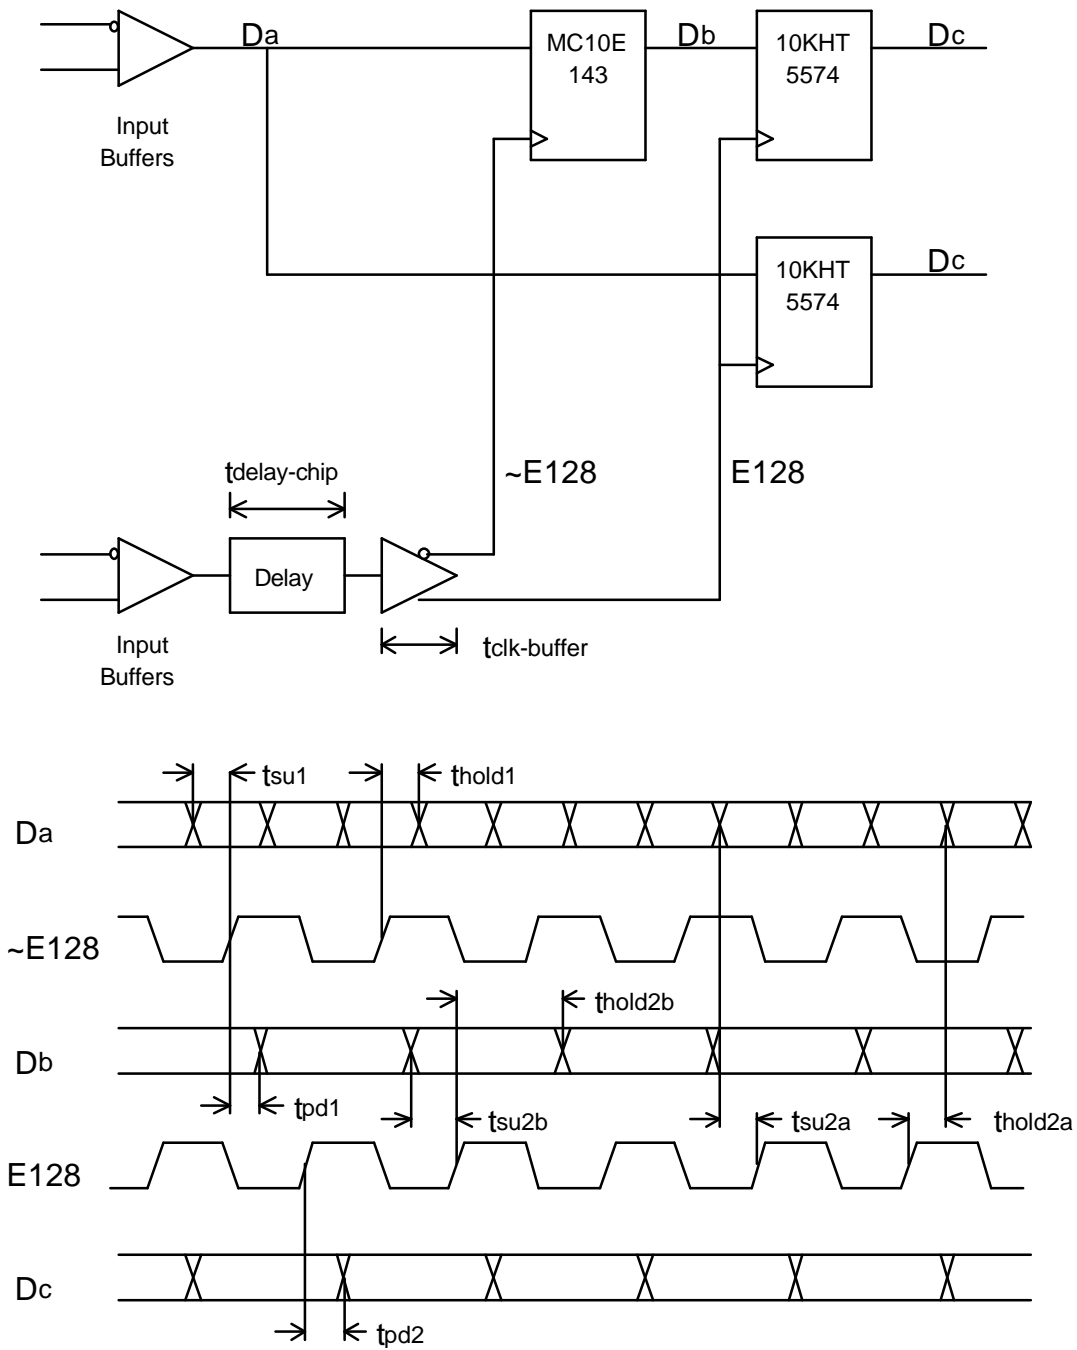 Da
MC10E
143
Db
10KHT
5574
Dc
Input
Buffers
10KHT
5574
Dc
tdelay-chip
~E128
E128
Delay
Input
Buffers
tclk-buffer
tsu1
thold1
Da
~E128
thold2b
Db
tpd1
tsu2b
tsu2a
thold2a
E128
Dc
tpd2